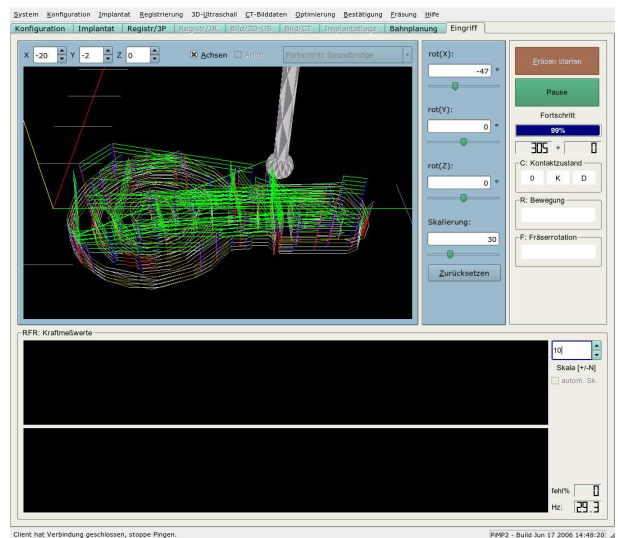 System Konfiguration Implantat Registrierung 3D-Ultraschall CT-Bilddaten Optimierung Bestätigung Fräsung Hilfe
Konfiguration Implantat Registr/3P Registr/IR Bild/3D-US Bild/CT Implantatlage Bahnplanung Eingriff
X -20 Y -2 Z 0 Achsen Anim. Fortschritt Soundbridge
rot(X):
-47 °
rot(Y):
0 °
rot(Z):
0 °
Skalierung:
30
Zurücksetzen
Fräsen starten
Pause
Fortschritt
99%
305 + 0
C: Kontaktzustand
0 K D
R: Bewegung
F: Fräserrotation
RFR: Kraftmeßwerte
10
Skala [+/-N]
autom. Sk.
fehl% 0
Hz: 29.3
Client hat Verbindung geschlossen, stoppe Pingen.
PiMP2 - Build Jun 17 2006 14:48:20